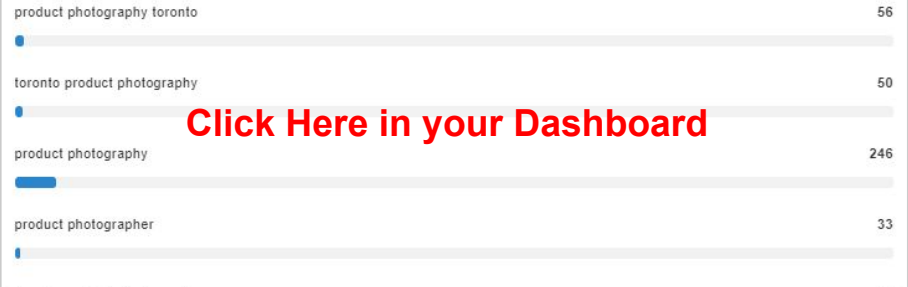 product photography toronto 56
toronto product photography 50
Click Here in your Dashboard
product photography 246
product photographer 33